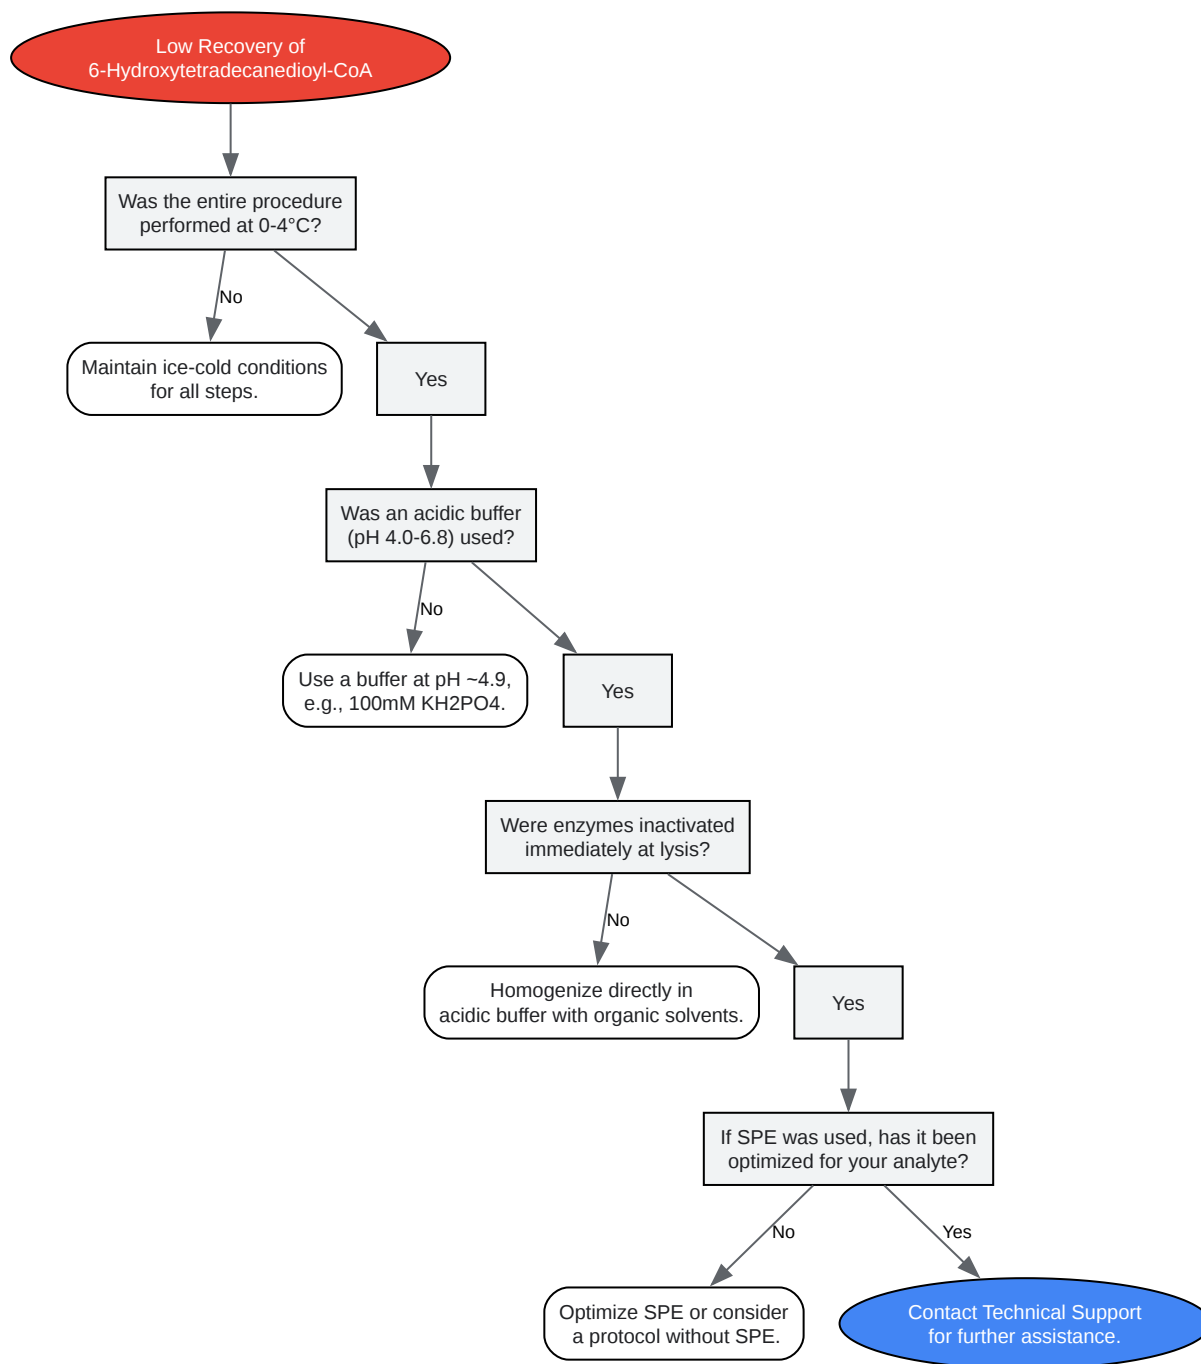 Low Recovery of
6-Hydroxytetradecanedioyl-CoA
Was the entire procedure
performed at 0-4°C?
No
Maintain ice-cold conditions
for all steps.
Yes
Was an acidic buffer
(pH 4.0-6.8) used?
No
Use a buffer at pH ~4.9,
e.g., 100mM KH2PO4.
Yes
Were enzymes inactivated
immediately at lysis?
No
Homogenize directly in
acidic buffer with organic solvents.
Yes
If SPE was used, has it been
optimized for your analyte?
No
Yes
Optimize SPE or consider
a protocol without SPE.
Contact Technical Support
for further assistance.